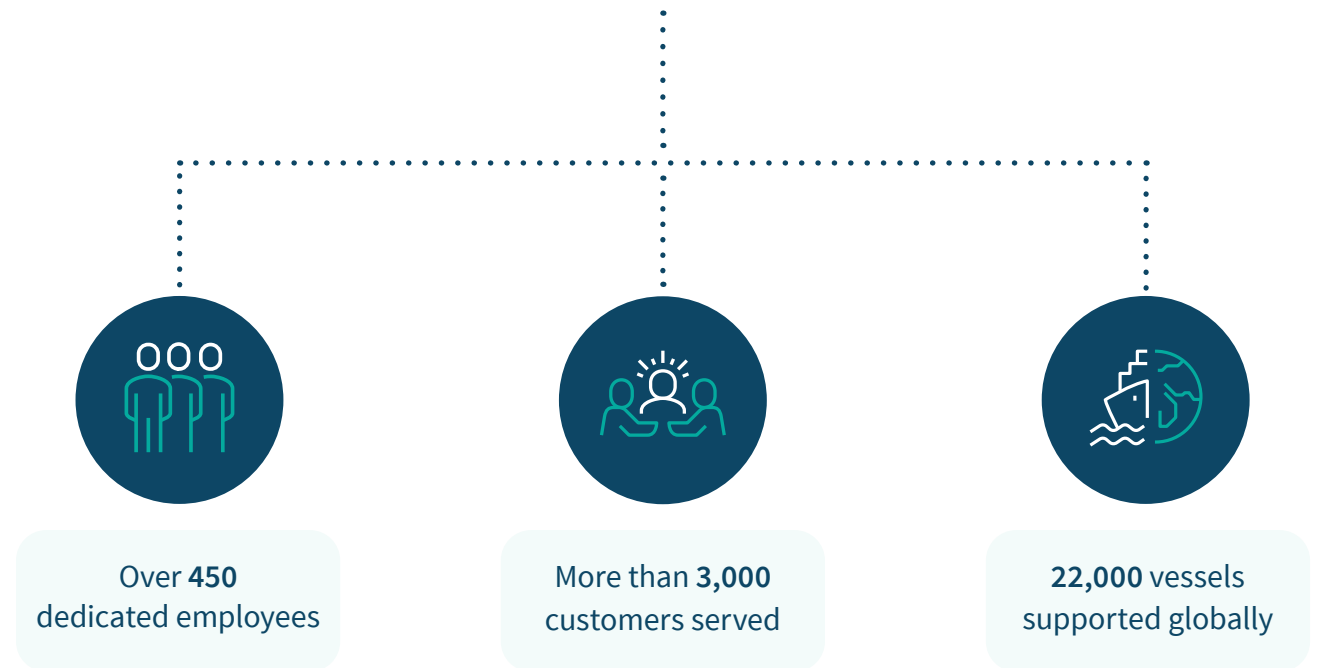 Over 450
dedicated employees
More than 3,000
customers served
22,000 vessels
supported globally